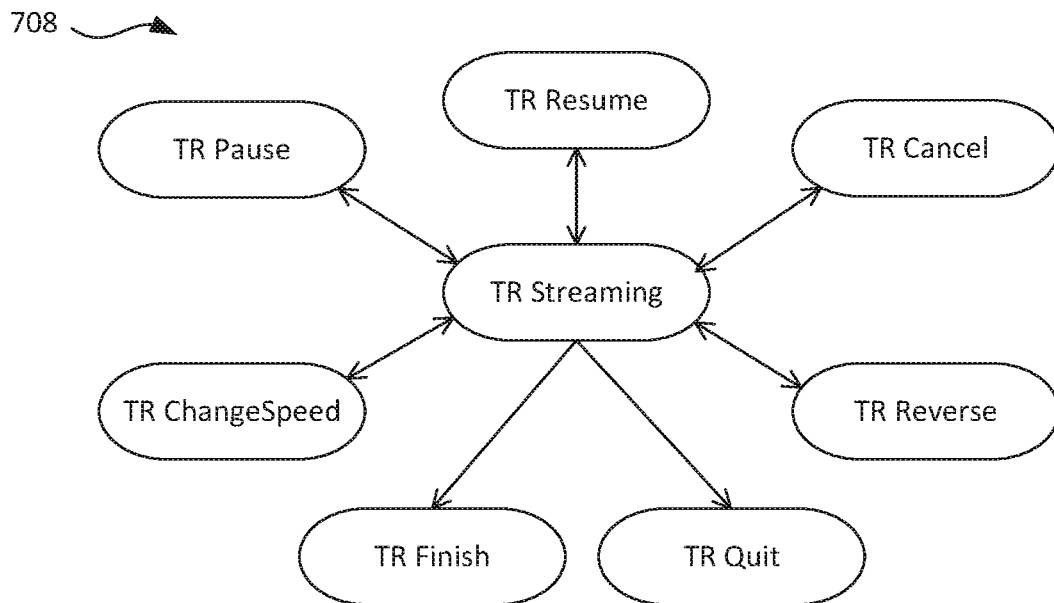 708
TR Resume
TR Pause
TR Cancel
TR Streaming
TR ChangeSpeed
TR Reverse
TR Finish
TR Quit